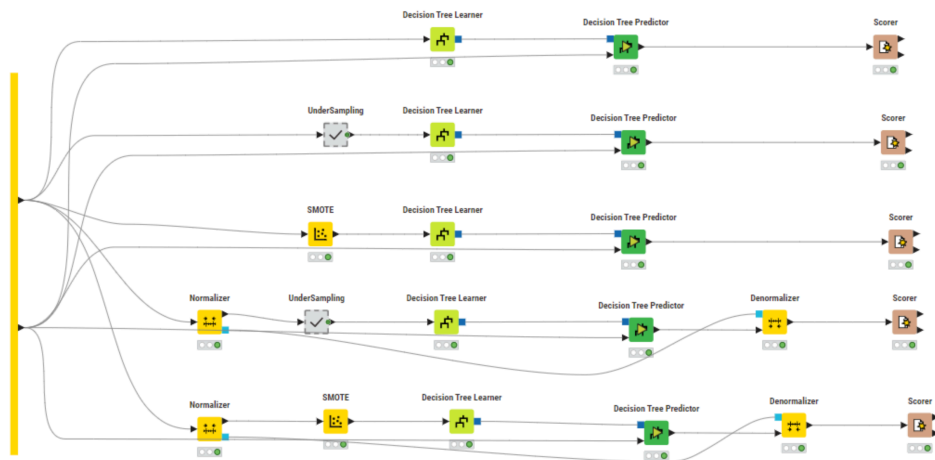 Decision Tree Learner
Decision Tree Predictor
Scorer
UnderSampling
Decision Tree Learner
Decision Tree Predictor
Scorer
SMOTE
Decision Tree Learner
Decision Tree Predictor
Scorer
Normalizer
UnderSampling
Decision Tree Learner
Decision Tree Predictor
Denormalizer
Scorer
Normalizer
SMOTE
Decision Tree Learner
Decision Tree Predictor
Denormalizer
Scorer